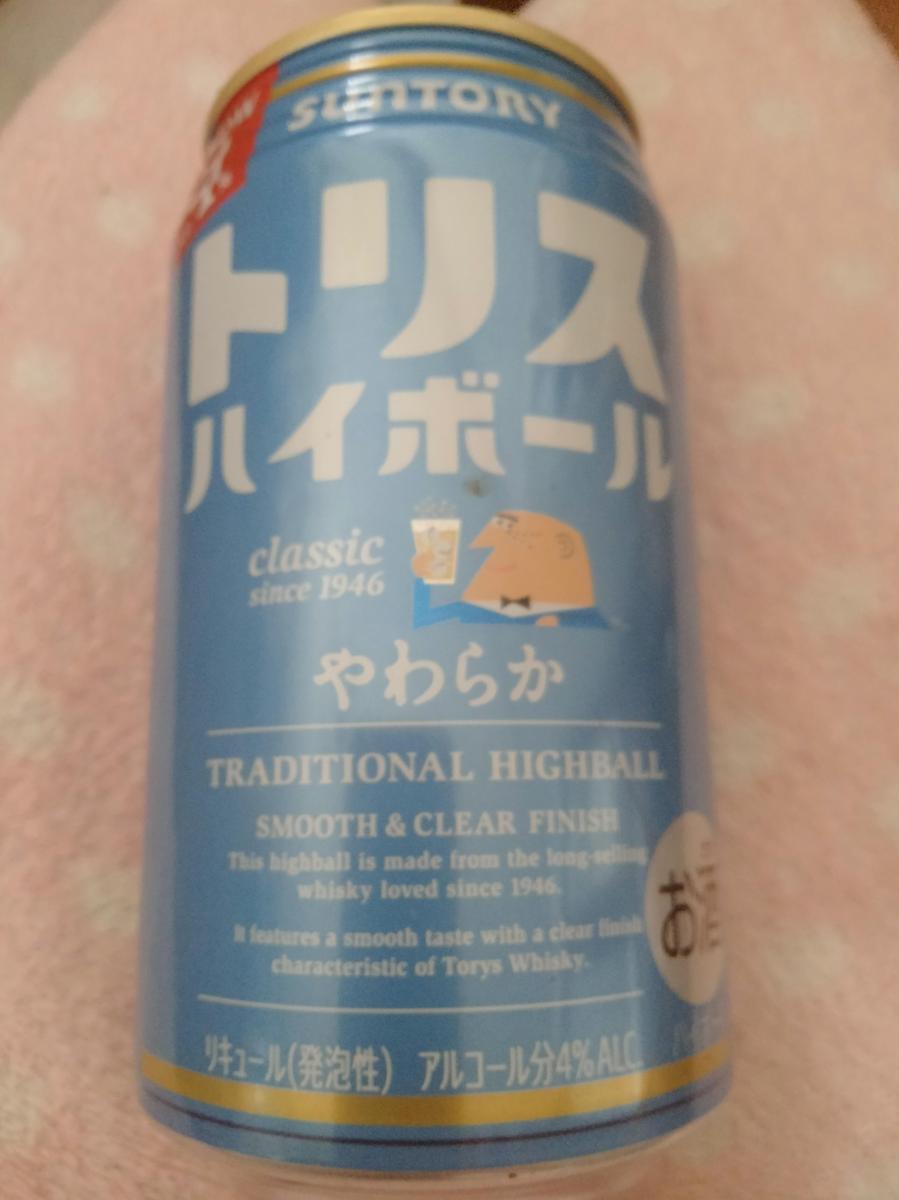 SUNTORY
トリス
ハイボール
classic
since 1946
やわらか
TRADITIONAL HIGHBALL
SMOOTH & CLEAR FINISH
This highball is made from the long-selling
whisky loved since 1946.
It features a smooth taste with a clear finish
characteristic of Torys Whisky.
お酒
リキュール(発泡性) アルコール分4%ALC.